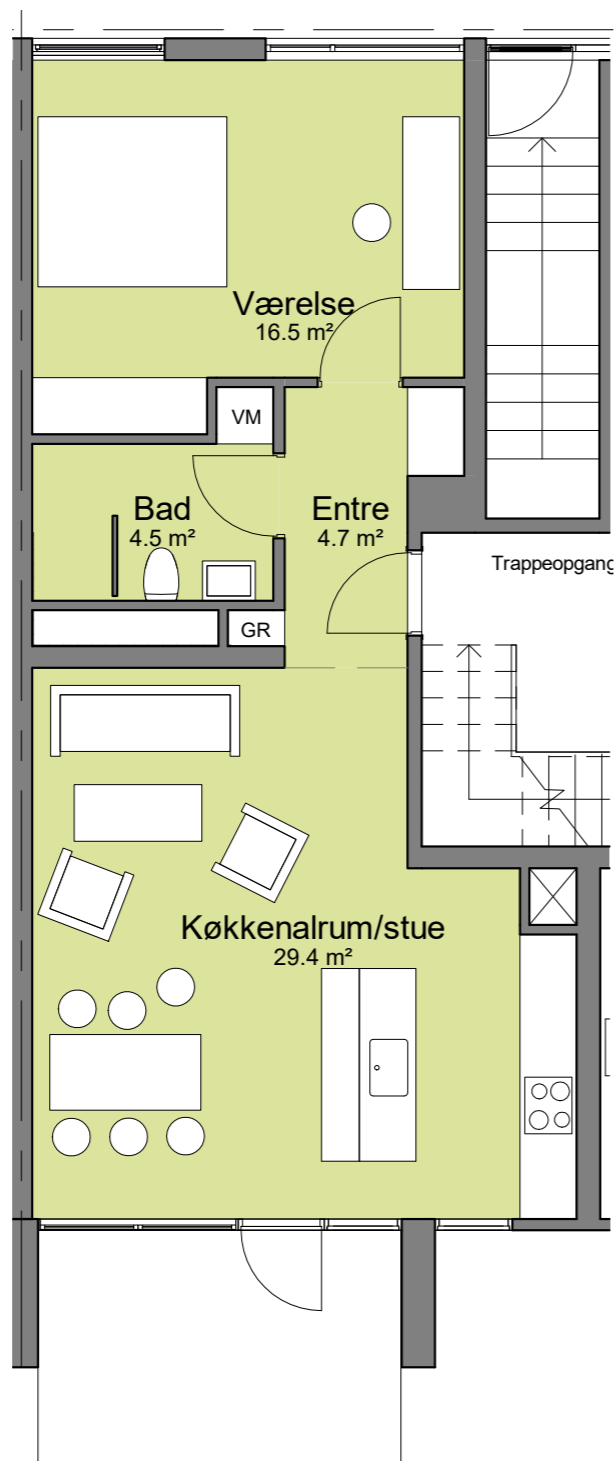 Værelse
16.5 m²
VM
Bad
4.5 m²
Entre
4.7 m²
Trappeopgang
GR
Køkkenalrum/stue
29.4 m²